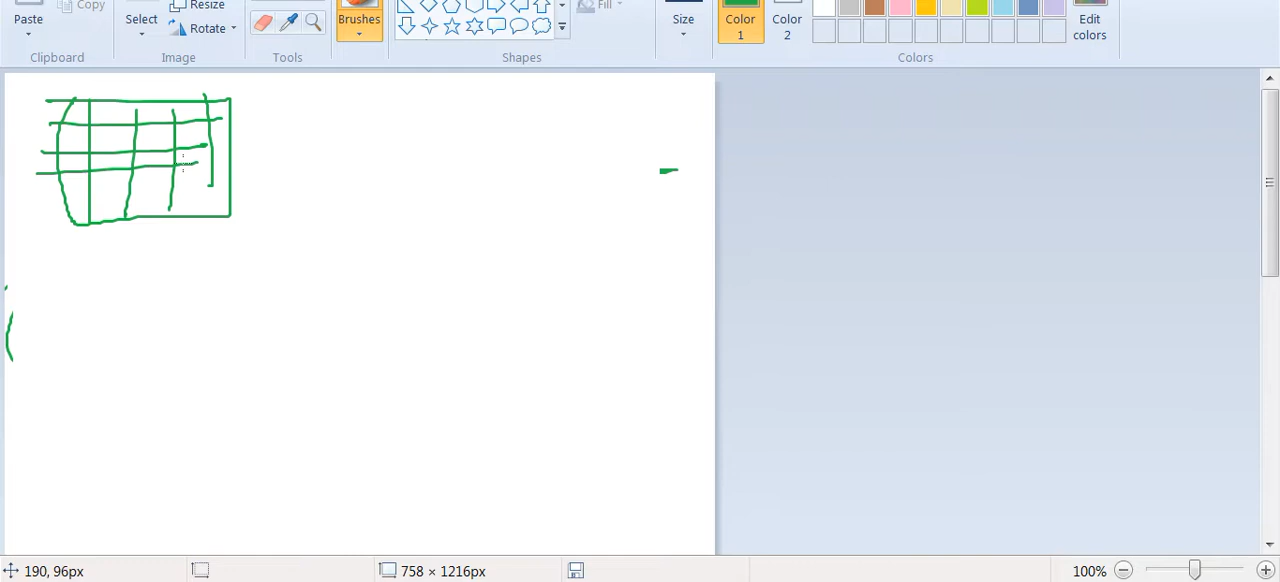 Paste
Copy
Clipboard
Select
Resize
Rotate
Image
Tools
Brushes
Fill
Shapes
Size
Color
1
Color
2
Edit
colors
Colors
190, 96px
758 × 1216px
100%